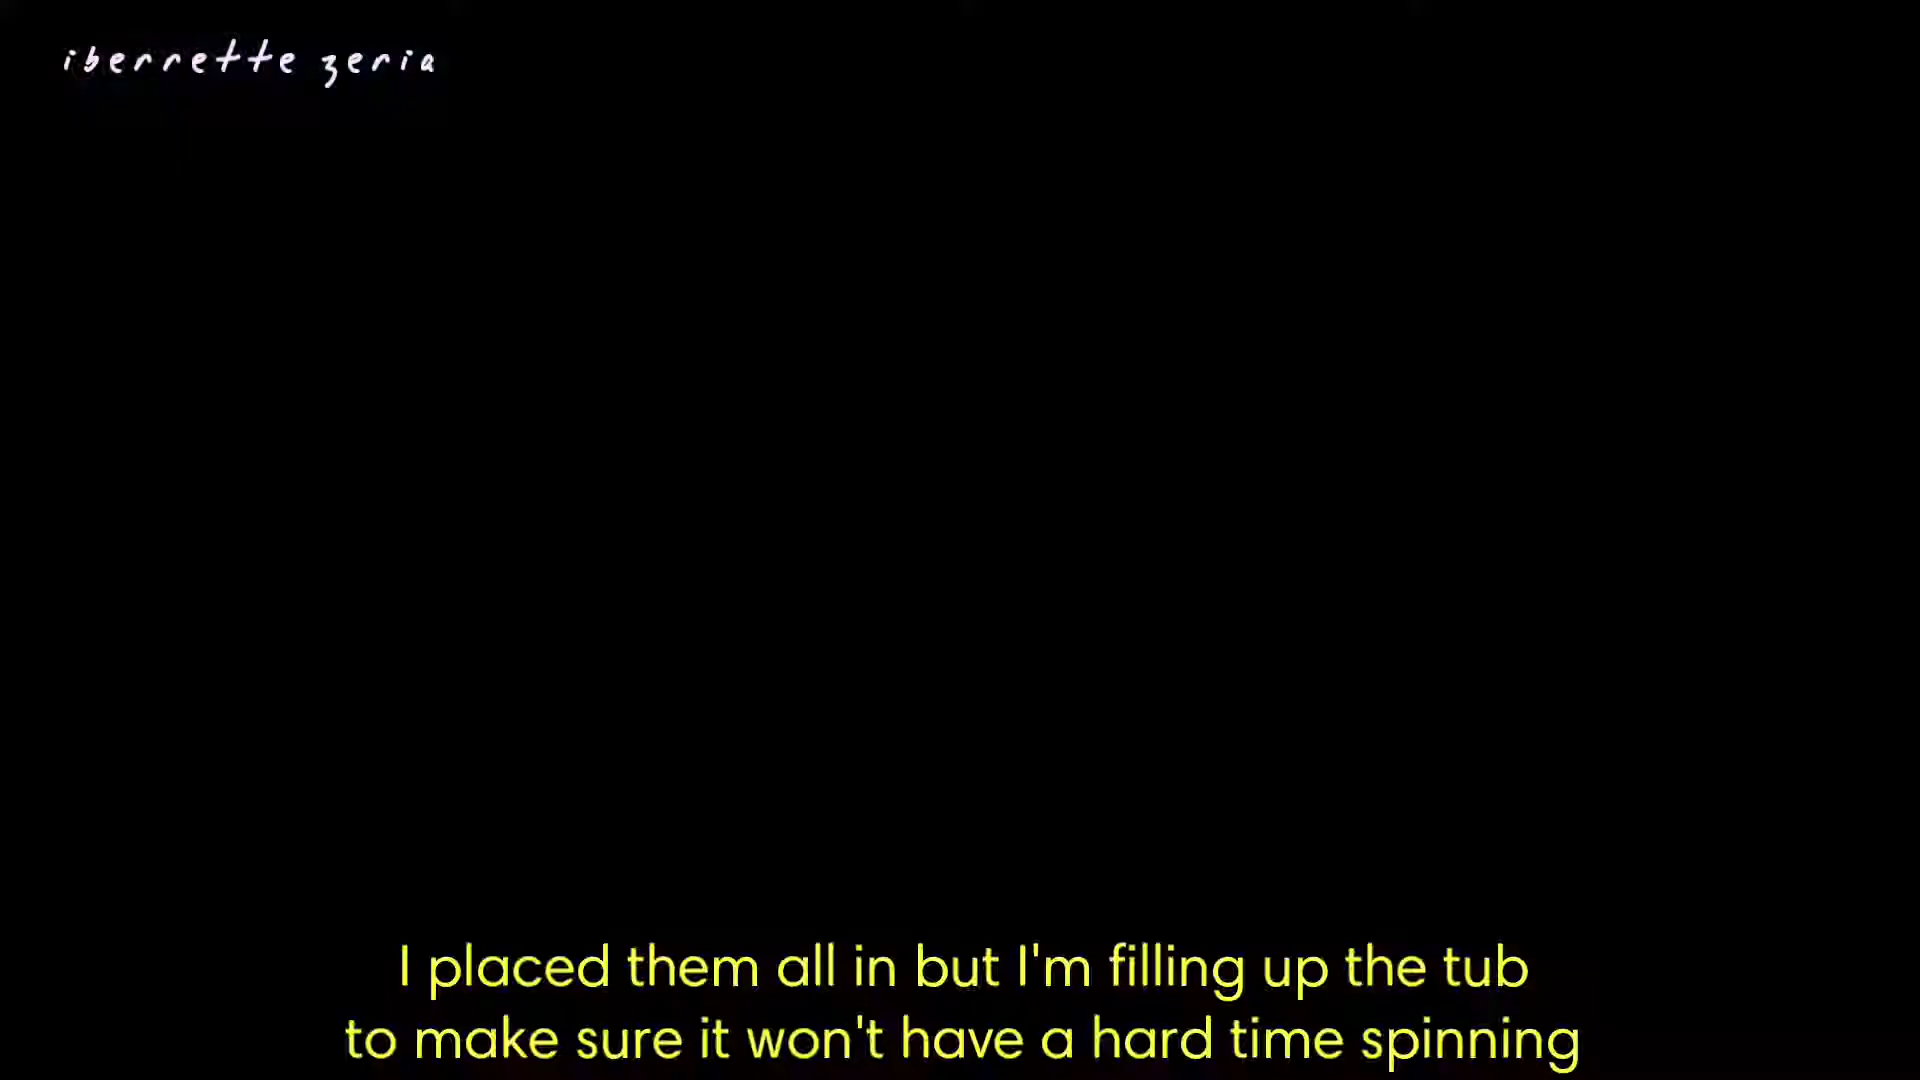 iberrette zeria
I placed them all in but I'm filling up the tub
to make sure it won't have a hard time spinning